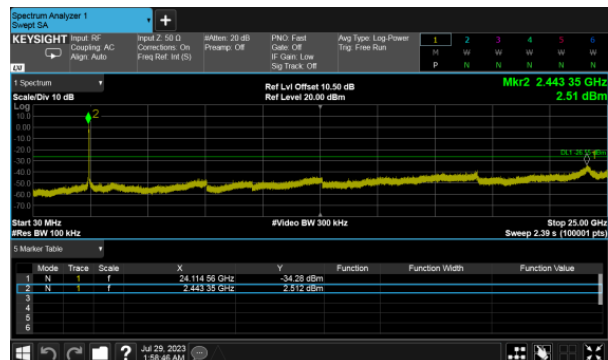 Spectrum Analyzer 1
Swept SA
KEYSIGHT
Input: RF
Coupling: AC
Align: Auto
Input Z: 50 Ω
Corrections: On
Freq Ref: Int (S)
#Atten: 20 dB
Preamp: Off
PNO: Fast
Gate: Off
IF Gain: Low
Sig Track: Off
Avg Type: Log-Power
Trig: Free Run
1 2 3 4 5 6
M W W W W W
P N N N N N
LXI
1 Spectrum
Scale/Div 10 dB
Ref Lvl Offset 10.50 dB
Ref Level 20.00 dBm
Mkr2 2.443 35 GHz
2.51 dBm
Log
10.0
0.00
-10.0
-20.0
-30.0
-40.0
-50.0
-60.0
-70.0
2
1
Start 30 MHz
#Res BW 100 kHz
#Video BW 300 kHz
Stop 25.00 GHz
Sweep 2.39 s (100001 pts)
5 Marker Table
Mode Trace Scale X Y Function Function Width Function Value
1 N 1 f 24.114 56 GHz -34.28 dBm
2 N 1 f 2.443 35 GHz 2.512 dBm
3
4
5
6
?
Jul 29, 2023
1:58:46 AM